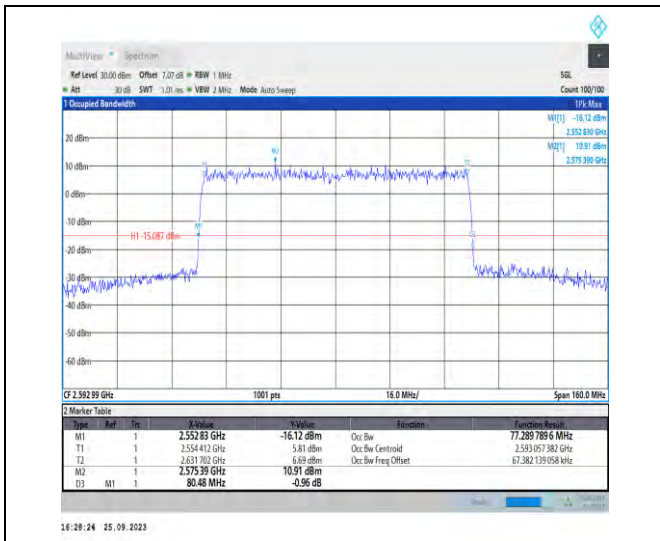 MultiView Spectrum
Ref Level 30.00 dBm Offset 7.07 dB RBW 1 MHz SGL
Att 30 dB SWT 1.01 ms VBW 2 MHz Mode Auto Sweep Count 100/100
1 Occupied Bandwidth 1Pk Max
M1[1] -16.12 dBm
2.552 830 GHz
M2[1] 10.91 dBm
2.575 390 GHz
20 dBm
M2
10 dBm
0 dBm
-10 dBm
M1
H1 -15.087 dBm
-20 dBm
-30 dBm
-40 dBm
-50 dBm
-60 dBm
CF 2.592 99 GHz 1001 pts 16.0 MHz/ Span 160.0 MHz
2 Marker Table
Type Ref Trc X-Value Y-Value Function Function Result
M1 1 2.552 83 GHz -16.12 dBm Occ Bw 77.289 789 6 MHz
T1 1 2.554 412 GHz 5.81 dBm Occ Bw Centroid 2.593 057 382 GHz
T2 1 2.631 702 GHz 6.69 dBm Occ Bw Freq Offset 67.382 139 058 kHz
M2 1 2.575 39 GHz 10.91 dBm
D3 M1 1 80.48 MHz -0.96 dB
16:28:24 25.09.2023